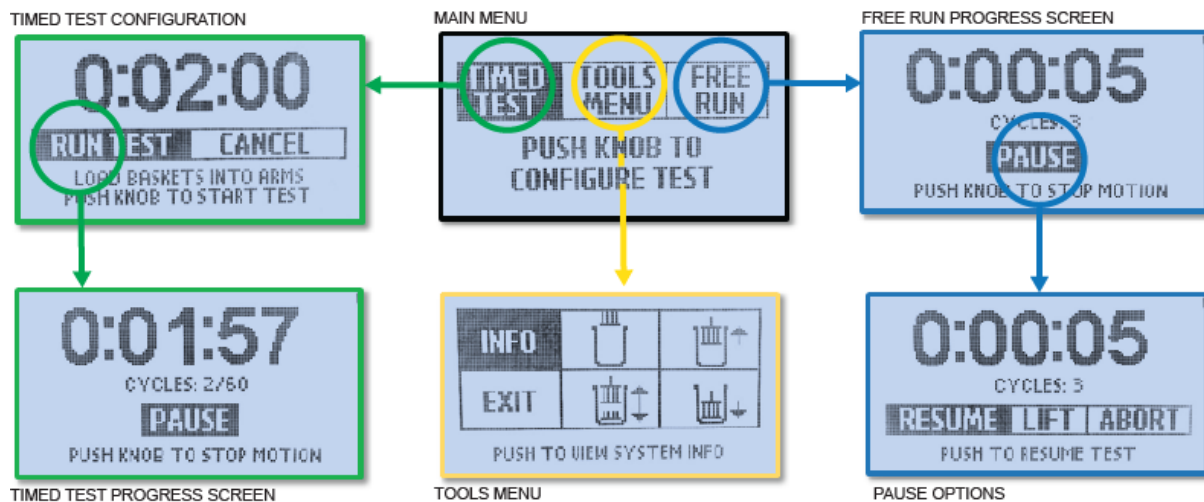 TIMED TEST CONFIGURATION
0:02:00
RUN TEST CANCEL
LOAD BASKETS INTO ARMS
PUSH KNOB TO START TEST
MAIN MENU
TIMED TEST
TOOLS MENU
FREE RUN
PUSH KNOB TO
CONFIGURE TEST
FREE RUN PROGRESS SCREEN
0:00:05
CYCLES: 3
PAUSE
PUSH KNOB TO STOP MOTION
0:01:57
CYCLES: 2/60
PAUSE
PUSH KNOB TO STOP MOTION
TIMED TEST PROGRESS SCREEN
INFO
EXIT
PUSH TO VIEW SYSTEM INFO
TOOLS MENU
0:00:05
CYCLES: 3
RESUME LIFT ABORT
PUSH TO RESUME TEST
PAUSE OPTIONS